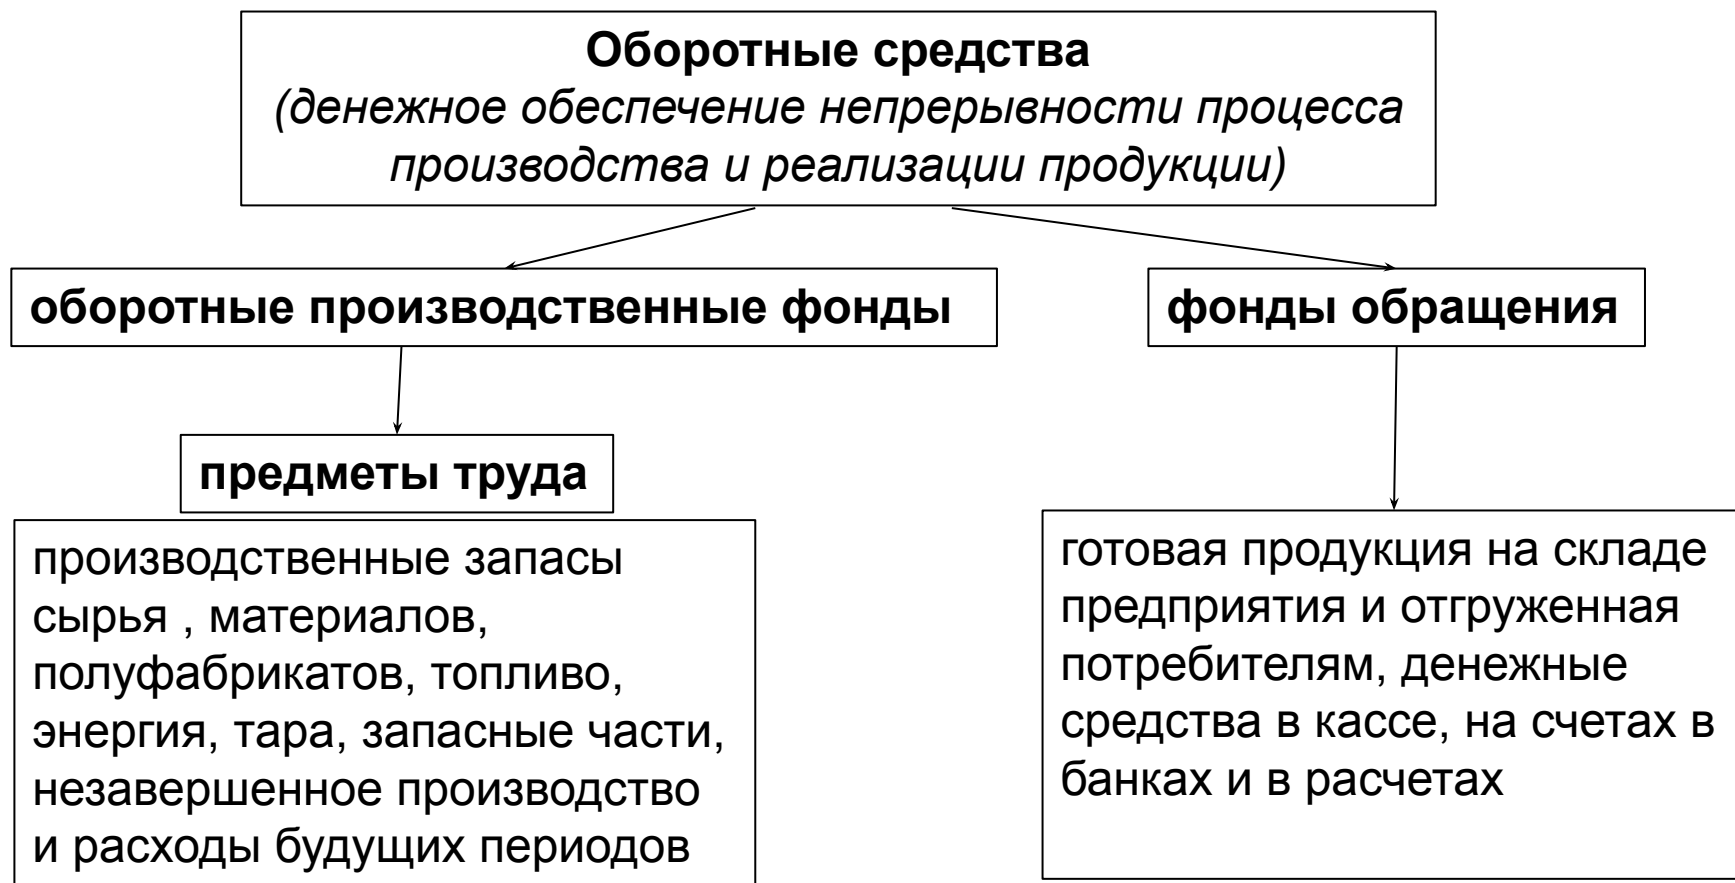 Оборотные средства
(денежное обеспечение непрерывности процесса
производства и реализации продукции)
оборотные производственные фонды
фонды обращения
предметы труда
производственные запасы
сырья , материалов,
полуфабрикатов, топливо,
энергия, тара, запасные части,
незавершенное производство
и расходы будущих периодов
готовая продукция на складе
предприятия и отгруженная
потребителям, денежные
средства в кассе, на счетах в
банках и в расчетах